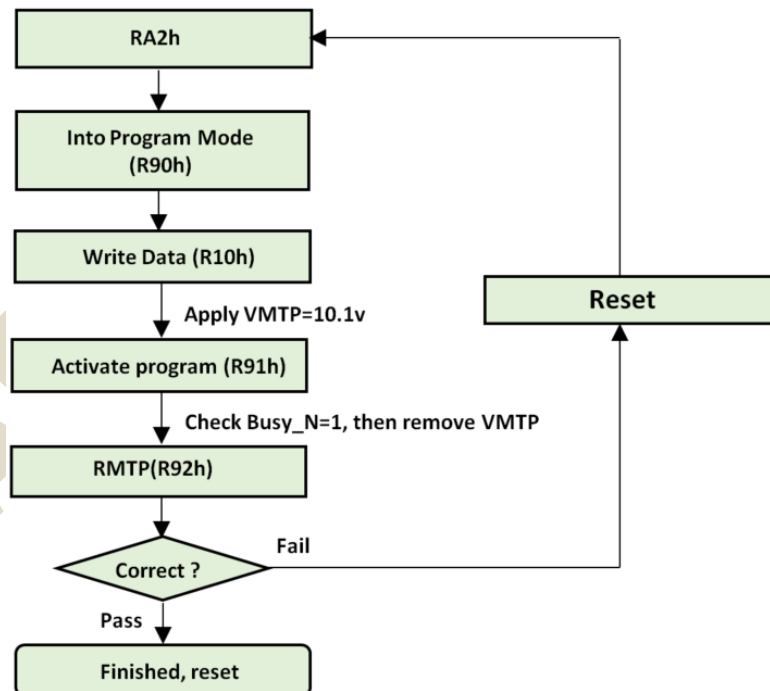 RA2h
Into Program Mode
(R90h)
Write Data (R10h)
Apply VMTP=10.1v
Activate program (R91h)
Check Busy_N=1, then remove VMTP
RMTP(R92h)
Correct ?
Fail
Pass
Finished, reset
Reset